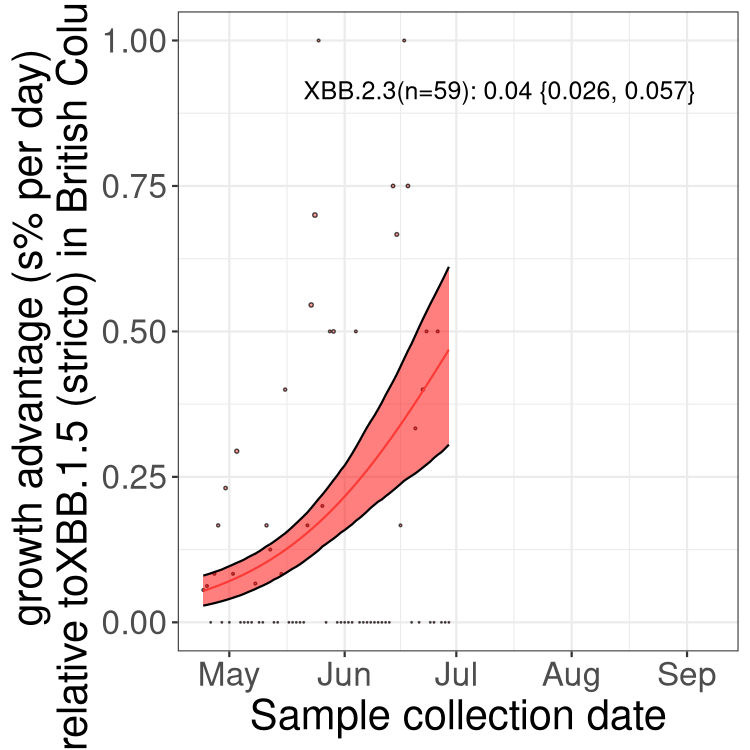 growth advantage (s% per day)
relative toXBB.1.5 (stricto) in British Colu
1.00
0.75
0.50
0.25
0.00
XBB.2.3(n=59): 0.04 {0.026, 0.057}
May Jun Jul Aug Sep
Sample collection date